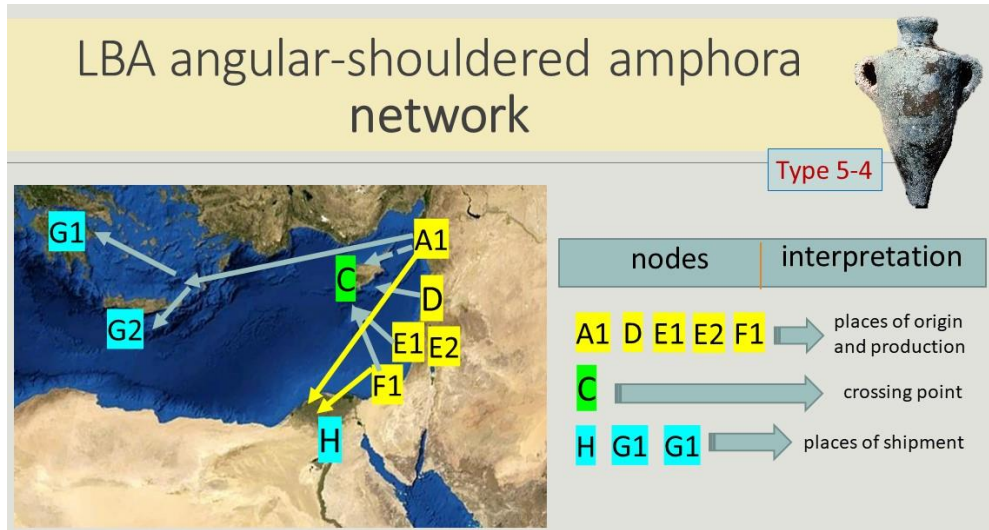 LBA angular-shouldered amphora
network
Type 5-4
G1
A1
C
D
G2
E1
E2
F1
H
nodes
interpretation
A1 D E1 E2 F1
places of origin
and production
C
crossing point
H G1 G1
places of shipment